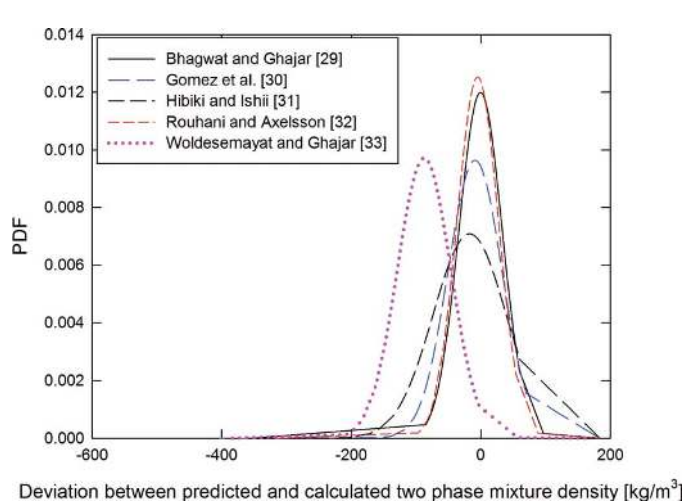 0.014
0.012
0.010
0.008
0.006
0.004
0.002
0.000
PDF
Bhagwat and Ghajar [29]
Gomez et al. [30]
Hibiki and Ishii [31]
Rouhani and Axelsson [32]
Woldesemayat and Ghajar [33]
-600
-400
-200
0
200
Deviation between predicted and calculated two phase mixture density [kg/m³]